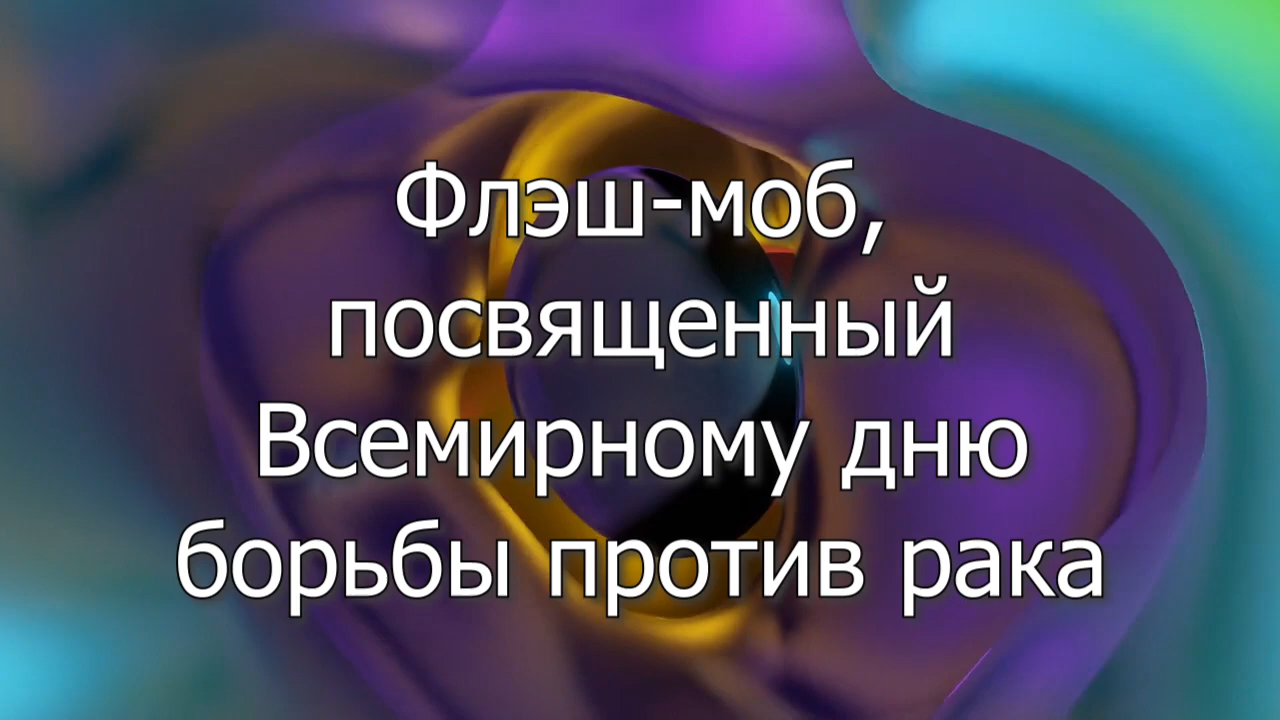 Флэш-моб,
посвященный
Всемирному дню
борьбы против рака